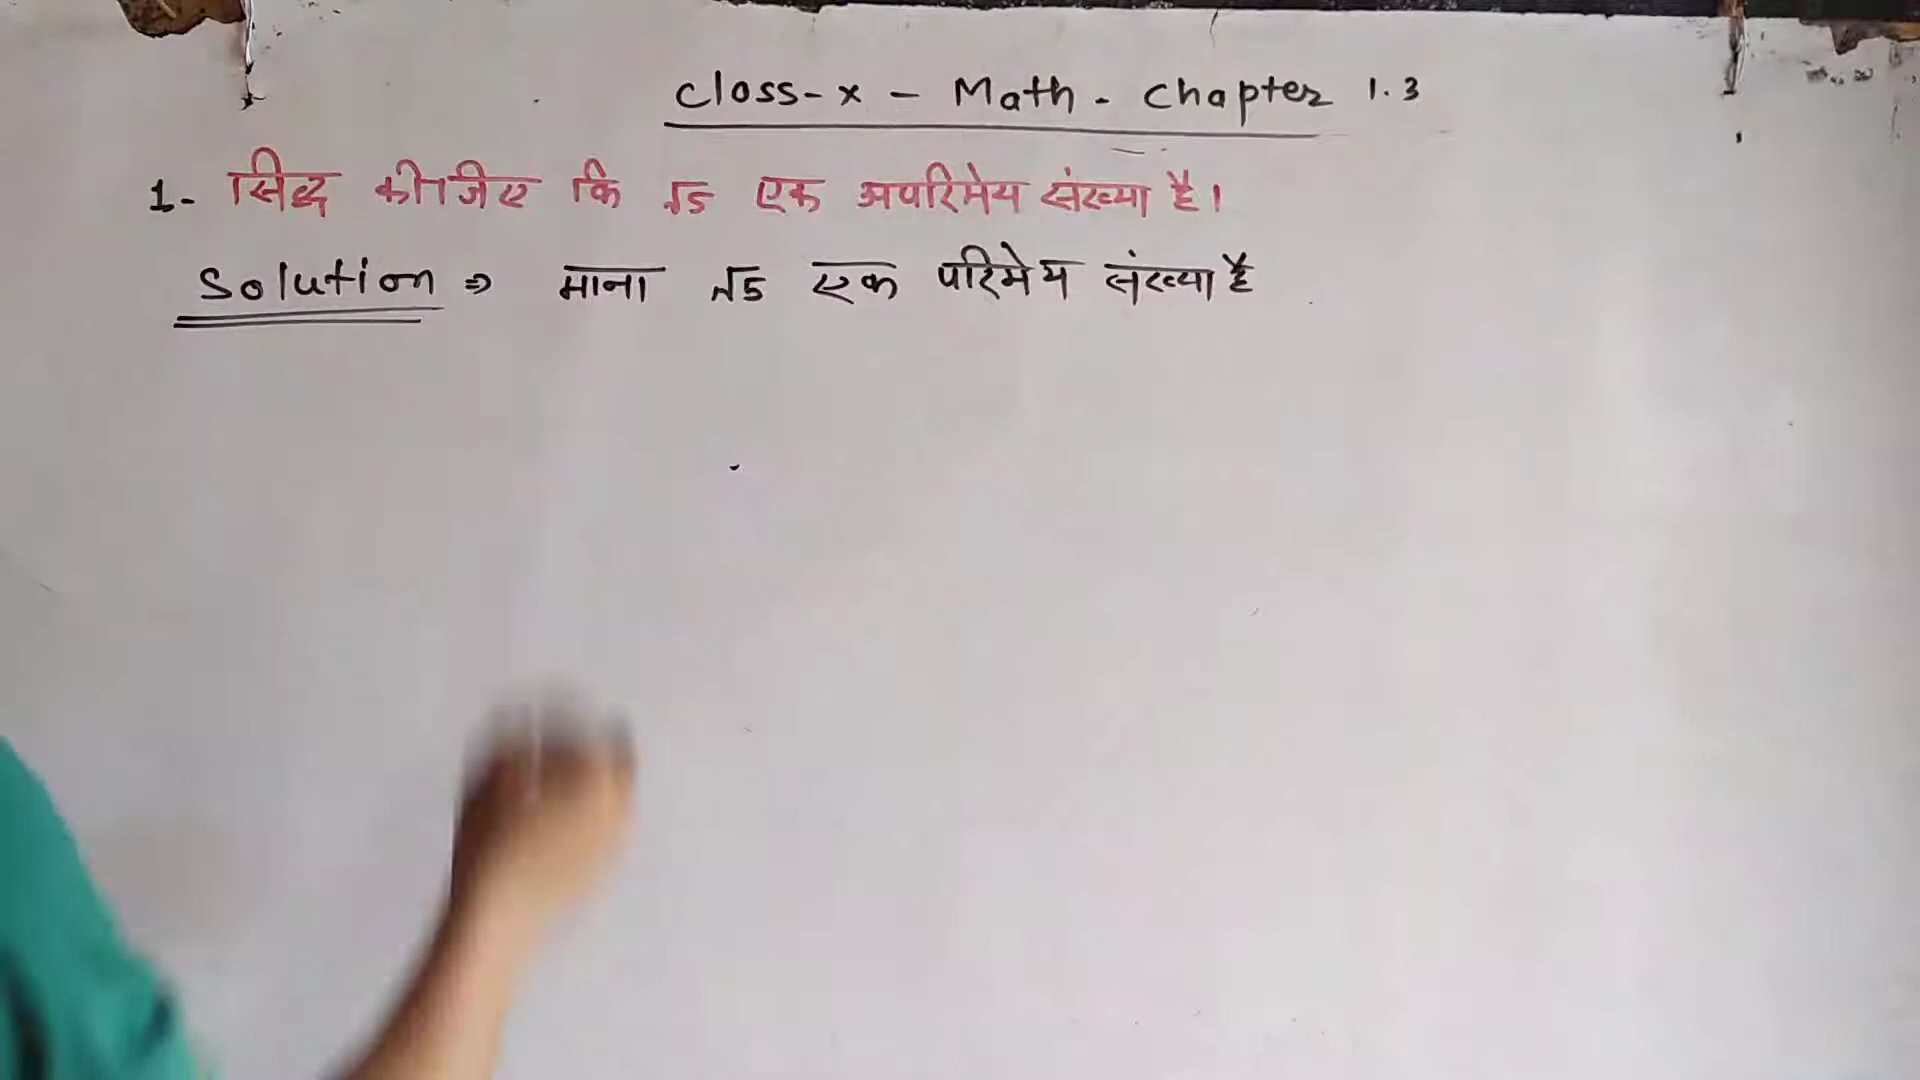 Class-x - Math. Chapter 1.3
1- सिद्ध कीजिए कि √5 एक अपरिमेय संख्या है।
Solution ⇒ माना √5 एक परिमेय संख्या है